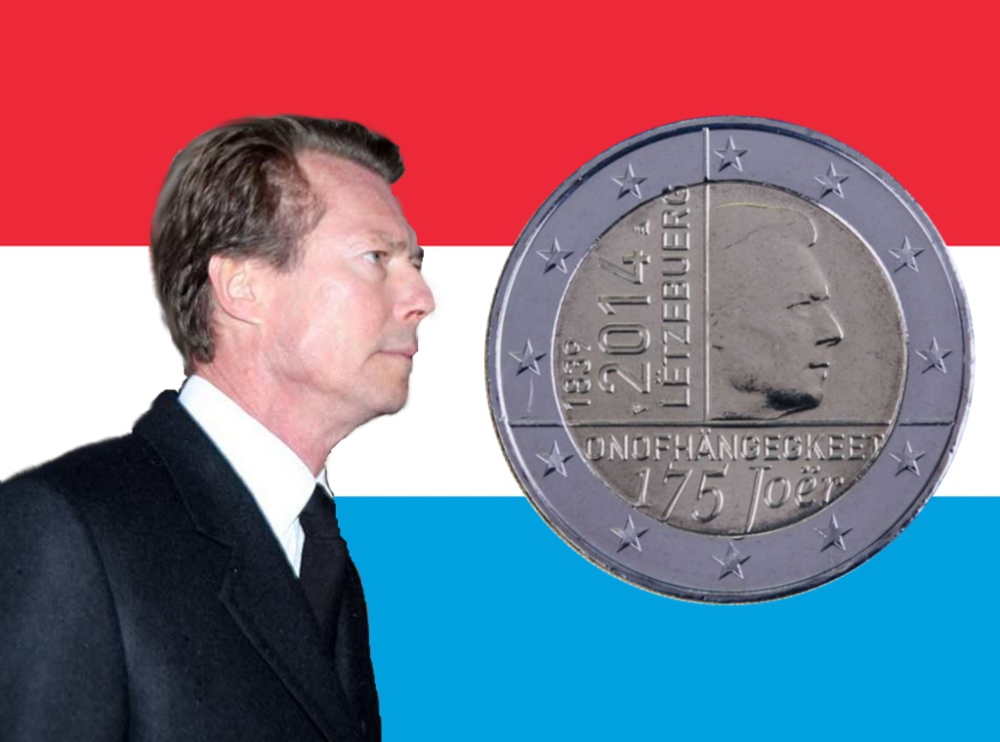 1839
2014
LËTZEBUERG
ONOFHÄNGEGKEET
175 Joër